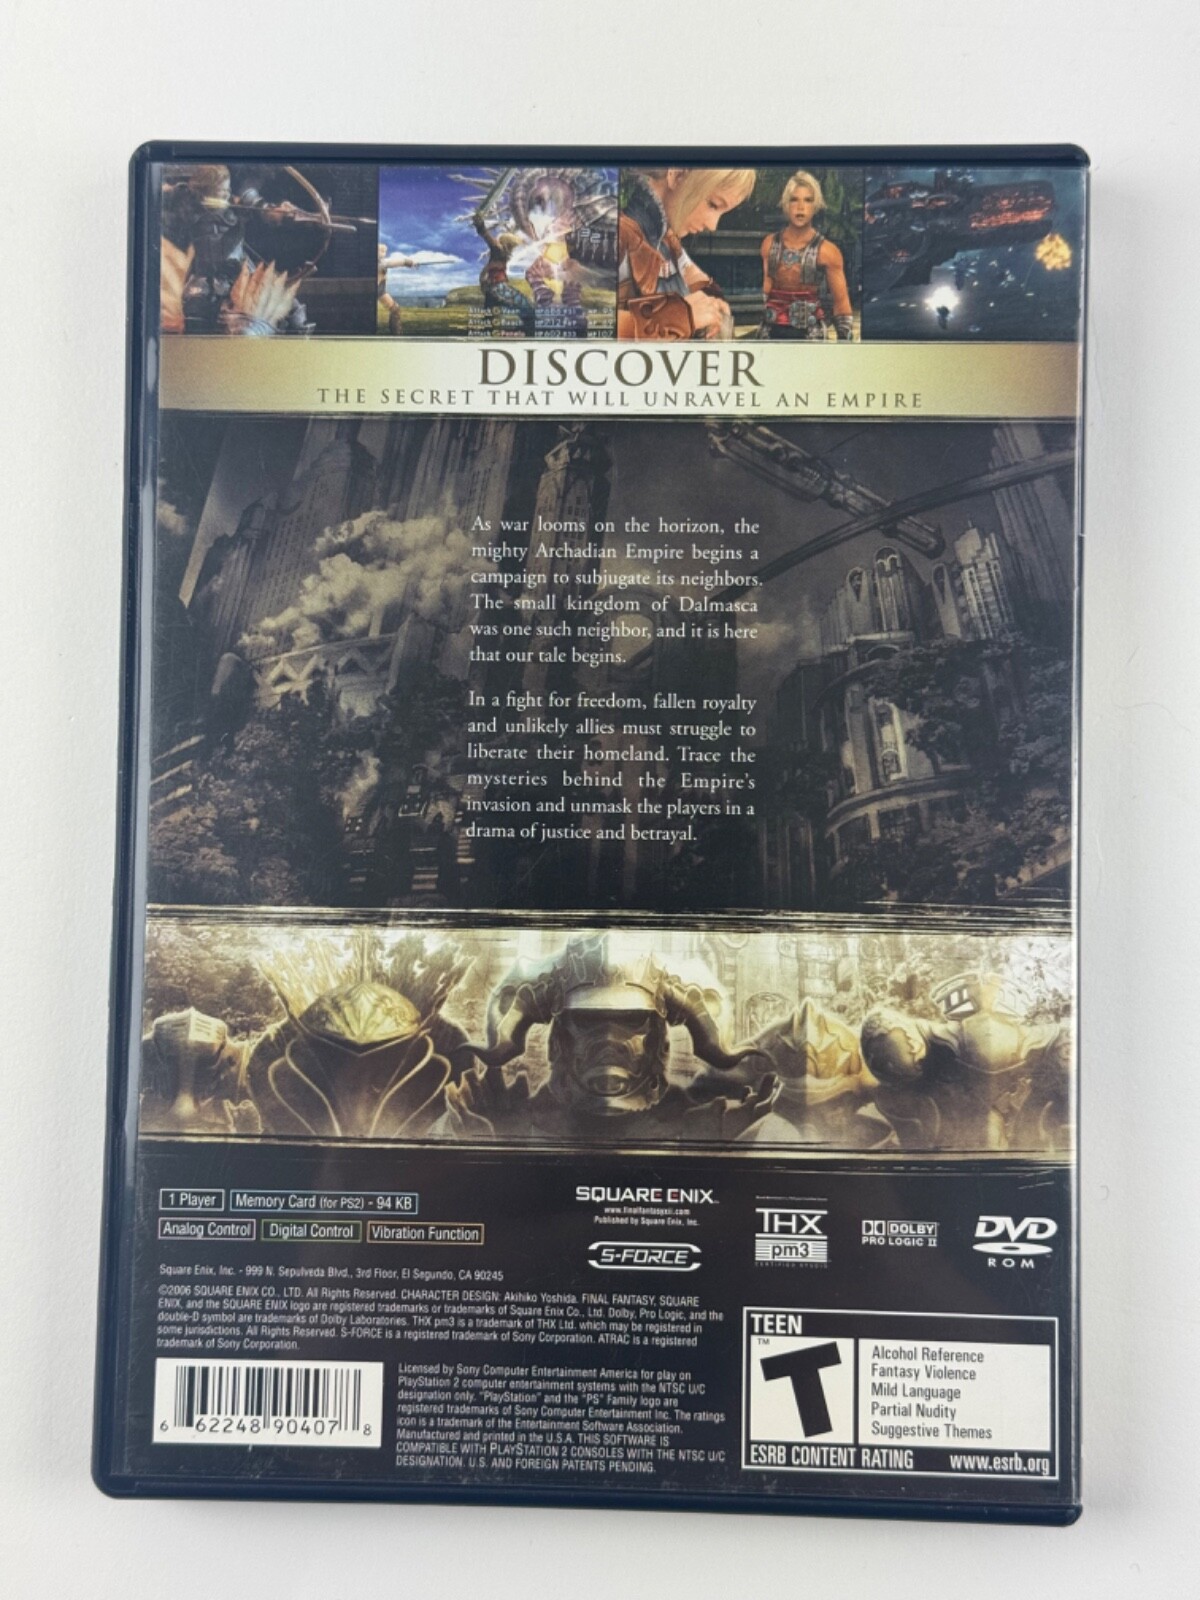 DISCOVER
THE SECRET THAT WILL UNRAVEL AN EMPIRE
As war looms on the horizon, the
mighty Archadian Empire begins a
campaign to subjugate its neighbors.
The small kingdom of Dalmasca
was one such neighbor, and it is here
that our tale begins.
In a fight for freedom, fallen royalty
and unlikely allies must struggle to
liberate their homeland. Trace the
mysteries behind the Empire's
invasion and unmask the players in a
drama of justice and betrayal.
1 Player
Memory Card (for PS2) - 94 KB
Analog Control
Digital Control
Vibration Function
SQUARE ENIX
www.finalfantasyxii.com
Published by Square Enix, Inc.
S-FORCE
THX
pm3
CERTIFIED STUDIO
DOLBY
PRO LOGIC II
DVD
ROM
Square Enix, Inc. - 999 N. Sepulveda Blvd., 3rd Floor, El Segundo, CA 90245
©2006 SQUARE ENIX CO., LTD. All Rights Reserved. CHARACTER DESIGN: Akihiko Yoshida. FINAL FANTASY, SQUARE
ENIX, and the SQUARE ENIX logo are registered trademarks or trademarks of Square Enix Co., Ltd. Dolby, Pro Logic, and the
double-D symbol are trademarks of Dolby Laboratories. THX pm3 is a trademark of THX Ltd. which may be registered in
some jurisdictions. All Rights Reserved. S-FORCE is a registered trademark of Sony Corporation. ATRAC is a registered
trademark of Sony Corporation.
6 62248 90407 8
Licensed by Sony Computer Entertainment America for play on
PlayStation 2 computer entertainment systems with the NTSC U/C
designation only. "PlayStation" and the "PS" Family logo are
registered trademarks of Sony Computer Entertainment Inc. The ratings
icon is a trademark of the Entertainment Software Association.
Manufactured and printed in the U.S.A. THIS SOFTWARE IS
COMPATIBLE WITH PLAYSTATION 2 CONSOLES WITH THE NTSC U/C
DESIGNATION. U.S. AND FOREIGN PATENTS PENDING.
TEEN
TM
T
Alcohol Reference
Fantasy Violence
Mild Language
Partial Nudity
Suggestive Themes
ESRB CONTENT RATING www.esrb.org